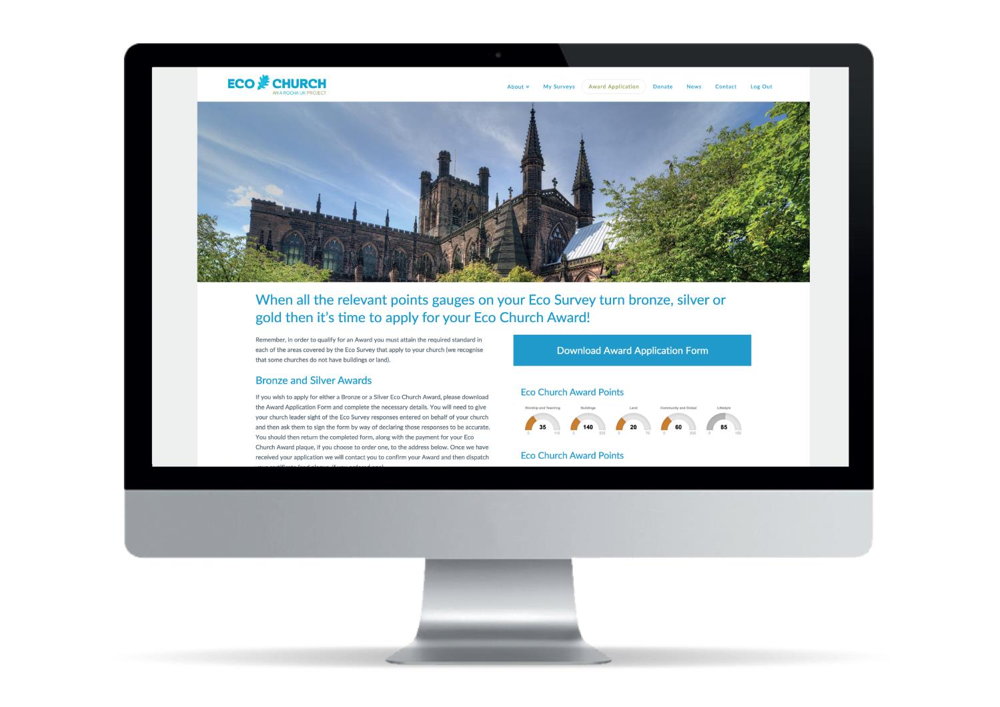 ECO CHURCH
AN A ROCHA UK PROJECT
About
My Surveys
Award Application
Donate
News
Contact
Log Out
When all the relevant points gauges on your Eco Survey turn bronze, silver or
gold then it's time to apply for your Eco Church Award!
Remember, in order to qualify for an Award you must attain the required standard in
each of the areas covered by the Eco Survey that apply to your church (we recognise
that some churches do not have buildings or land).
Bronze and Silver Awards
If you wish to apply for either a Bronze or a Silver Eco Church Award, please download
the Award Application Form and complete the necessary details. You will need to give
your church leader sight of the Eco Survey responses entered on behalf of your church
and then ask them to sign the form by way of declaring those responses to be accurate.
You should then return the completed form, along with the payment for your Eco
Church Award plaque, if you choose to order one, to the address below. Once we have
received your application we will contact you to confirm your Award and then dispatch
Download Award Application Form
Eco Church Award Points
Worship and Teaching
Buildings
Land
Community and Global
Lifestyle
35
140
20
60
85
0 110
0 535
0 75
0 205
0 160
Eco Church Award Points